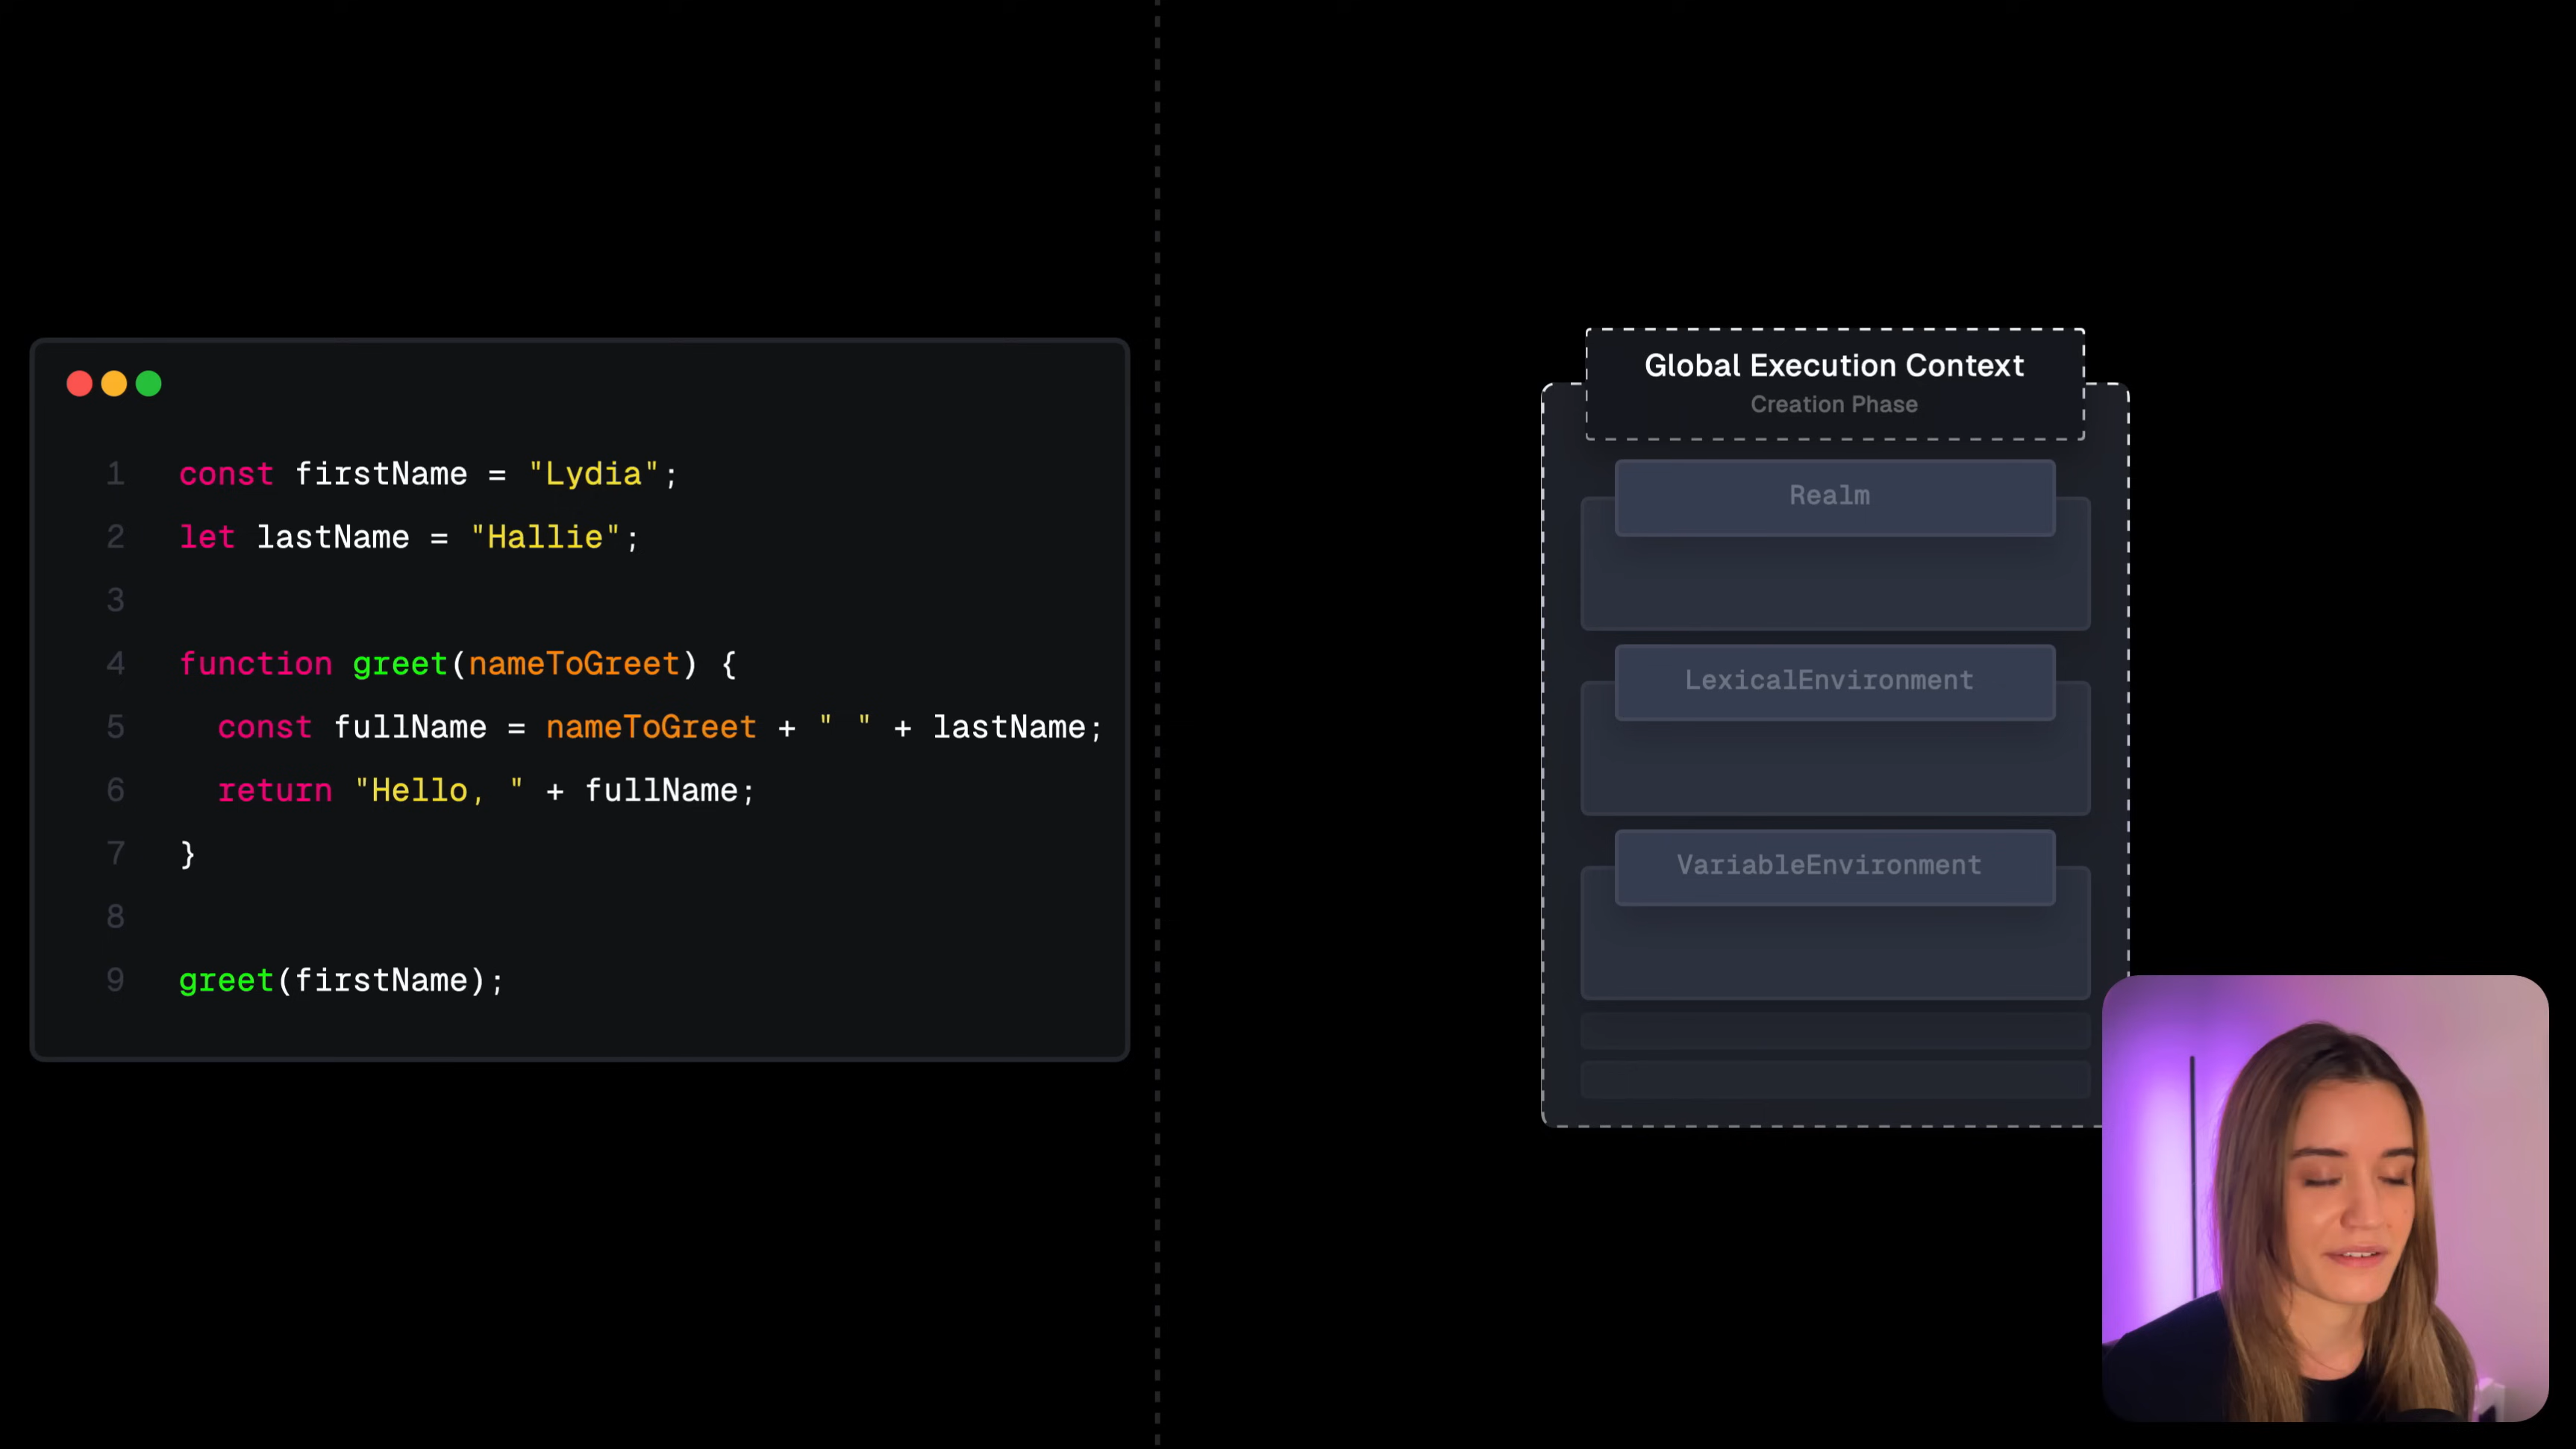 1 const firstName = "Lydia";
2 let lastName = "Hallie";
3
4 function greet(nameToGreet) {
5 const fullName = nameToGreet + " " + lastName;
6 return "Hello, " + fullName;
7 }
8
9 greet(firstName);
Global Execution Context
Creation Phase
Realm
LexicalEnvironment
VariableEnvironment